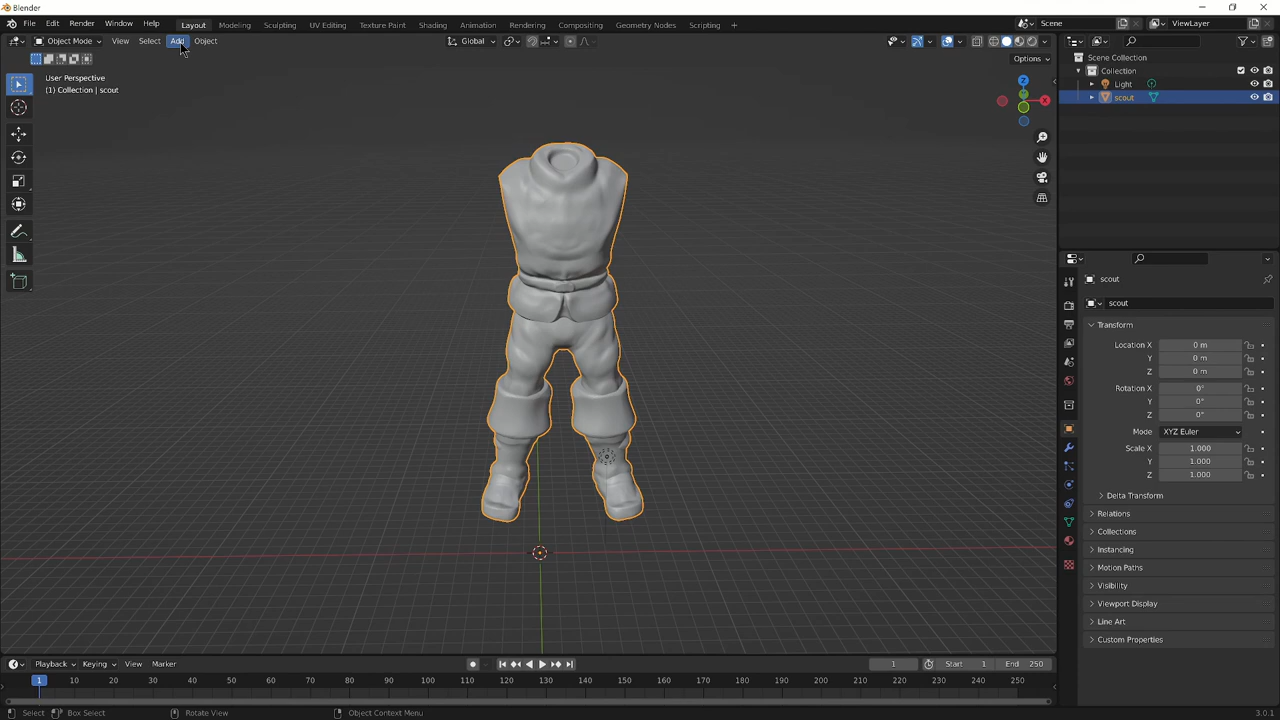 Blender
File Edit Render Window Help
Layout Modeling Sculpting UV Editing Texture Paint Shading Animation Rendering Compositing Geometry Nodes Scripting +
Scene
ViewLayer
Object Mode View Select Add Object
Global
Options
User Perspective
(1) Collection | scout
Z
X
Scene Collection
Collection
Light
scout
scout
scout
Transform
Location X 0 m
Y 0 m
Z 0 m
Rotation X 0°
Y 0°
Z 0°
Mode XYZ Euler
Scale X 1.000
Y 1.000
Z 1.000
Delta Transform
Relations
Collections
Instancing
Motion Paths
Visibility
Viewport Display
Line Art
Custom Properties
Playback Keying View Marker
1 Start 1 End 250
1 10 20 30 40 50 60 70 80 90 100 110 120 130 140 150 160 170 180 190 200 210 220 230 240 250
Select Box Select Rotate View Object Context Menu 3.0.1